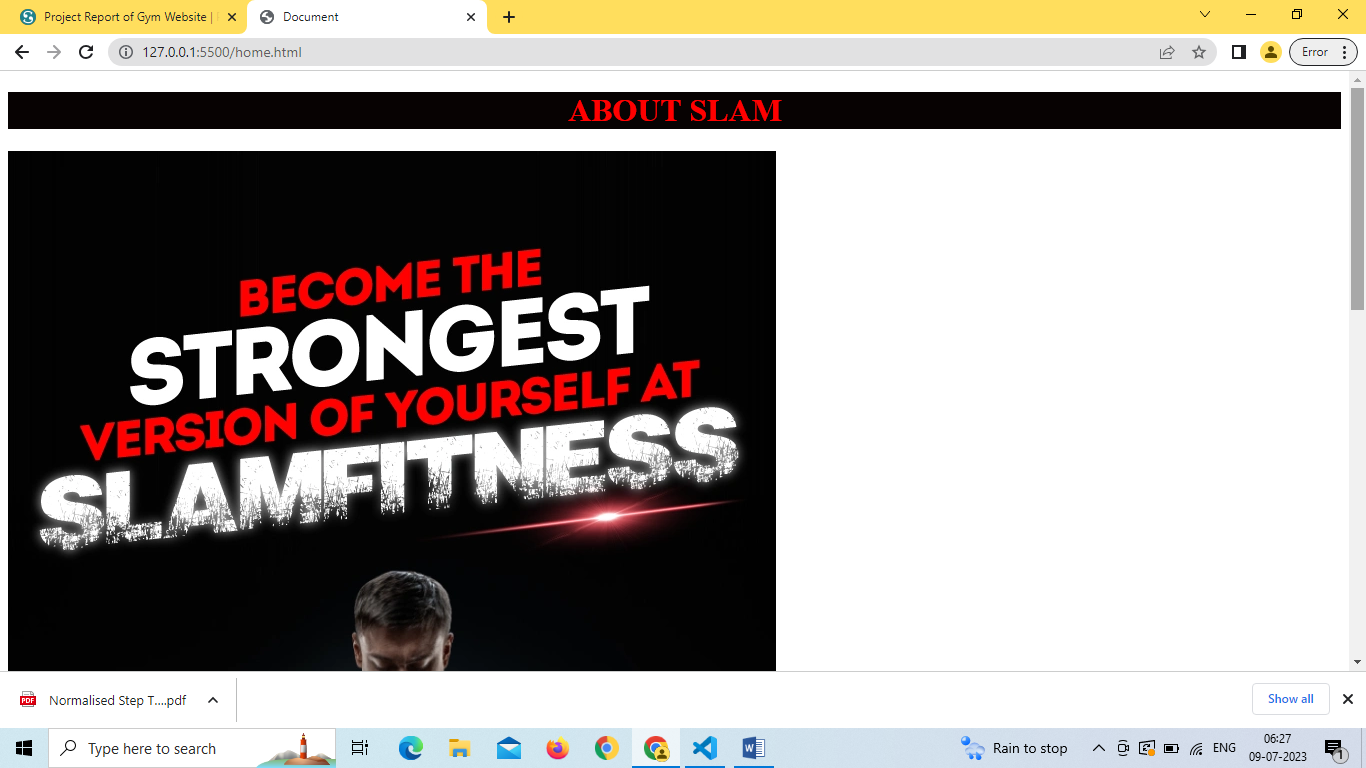 Project Report of Gym Website |
Document
127.0.0.1:5500/home.html
Error
ABOUT SLAM
BECOME THE
STRONGEST
VERSION OF YOURSELF AT
SLAMFITNESS
PDF
Normalised Step T....pdf
Show all
Type here to search
W
Rain to stop
ENG
06:27
09-07-2023
1